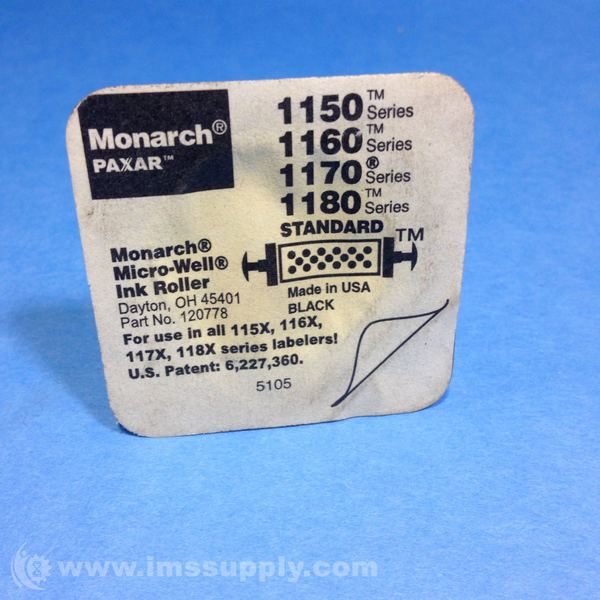 Monarch®
PAXAR™
1150™ Series
1160™ Series
1170® Series
1180™ Series
STANDARD ™
Monarch®
Micro-Well®
Ink Roller
Dayton, OH 45401
Part No. 120778
Made in USA
BLACK
For use in all 115X, 116X,
117X, 118X series labelers!
U.S. Patent: 6,227,360.
5105
www.imssupply.com